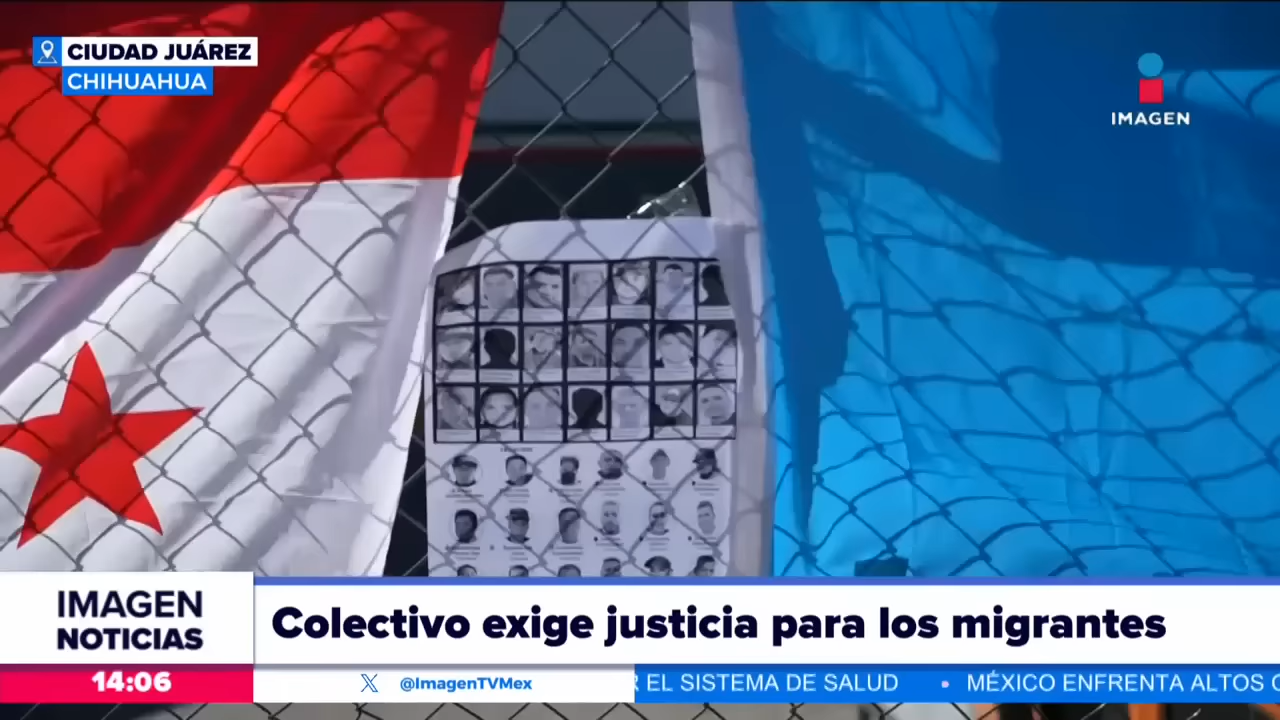 CIUDAD JUÁREZ
CHIHUAHUA
IMAGEN
IMAGEN
NOTICIAS
Colectivo exige justicia para los migrantes
14:06
@ImagenTVMex
EL SISTEMA DE SALUD • MÉXICO ENFRENTA ALTOS